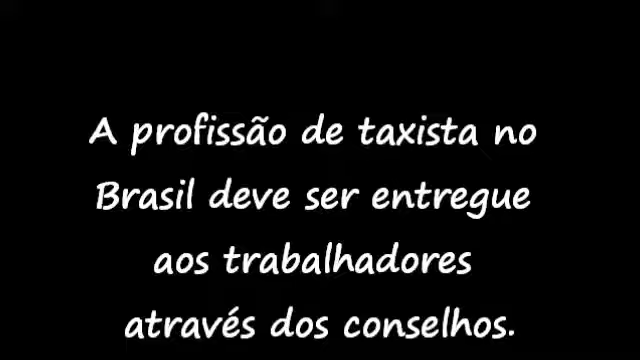 A profissão de taxista no
Brasil deve ser entregue
aos trabalhadores
através dos conselhos.